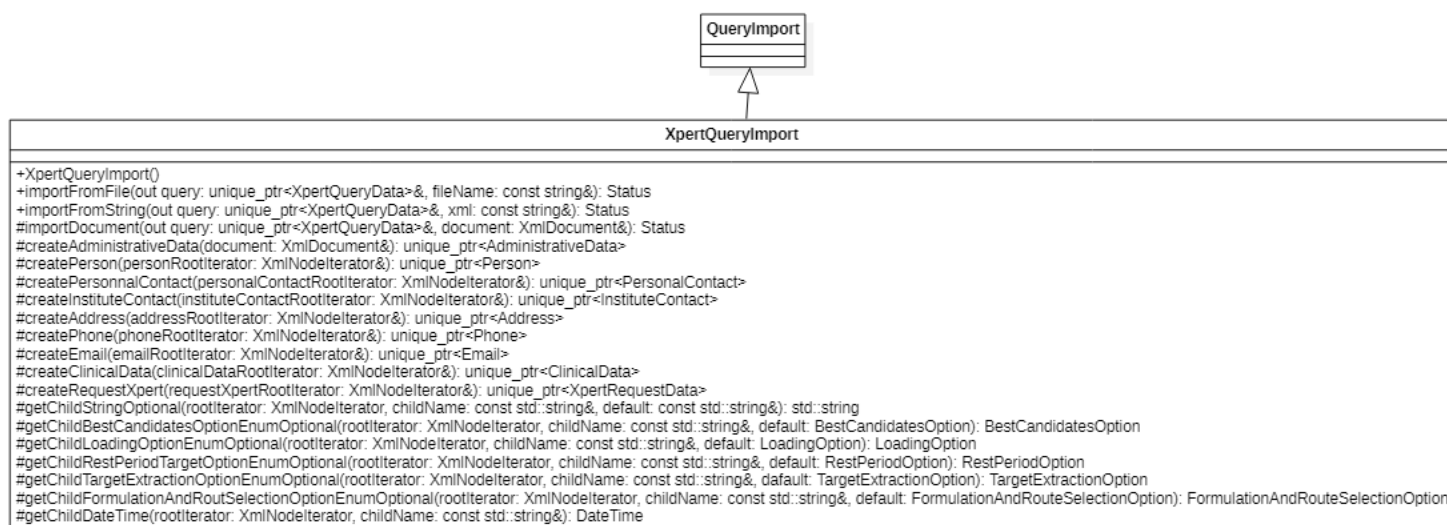 QueryImport
XpertQueryImport
+XpertQueryImport()
+importFromFile(out query: unique_ptr<XpertQueryData>&, fileName: const string&): Status
+importFromString(out query: unique_ptr<XpertQueryData>&, xml: const string&): Status
#importDocument(out query: unique_ptr<XpertQueryData>&, document: XmlDocument&): Status
#createAdministrativeData(document: XmlDocument&): unique_ptr<AdministrativeData>
#createPerson(personRootIterator: XmlNodeIterator&): unique_ptr<Person>
#createPersonnalContact(personalContactRootIterator: XmlNodeIterator&): unique_ptr<PersonalContact>
#createInstituteContact(instituteContactRootIterator: XmlNodeIterator&): unique_ptr<InstituteContact>
#createAddress(addressRootIterator: XmlNodeIterator&): unique_ptr<Address>
#createPhone(phoneRootIterator: XmlNodeIterator&): unique_ptr<Phone>
#createEmail(emailRootIterator: XmlNodeIterator&): unique_ptr<Email>
#createClinicalData(clinicalDataRootIterator: XmlNodeIterator&): unique_ptr<ClinicalData>
#createRequestXpert(requestXpertRootIterator: XmlNodeIterator&): unique_ptr<XpertRequestData>
#getChildStringOptional(rootIterator: XmlNodeIterator, childName: const std::string&, default: const std::string&): std::string
#getChildBestCandidatesOptionEnumOptional(rootIterator: XmlNodeIterator, childName: const std::string&, default: BestCandidatesOption): BestCandidatesOption
#getChildLoadingOptionEnumOptional(rootIterator: XmlNodeIterator, childName: const std::string&, default: LoadingOption): LoadingOption
#getChildRestPeriodTargetOptionEnumOptional(rootIterator: XmlNodeIterator, childName: const std::string&, default: RestPeriodOption): RestPeriodOption
#getChildTargetExtractionOptionEnumOptional(rootIterator: XmlNodeIterator, childName: const std::string&, dafault: TargetExtractionOption): TargetExtractionOption
#getChildFormulationAndRoutSelectionOptionEnumOptional(rootIterator: XmlNodeIterator, childName: const std::string&, default: FormulationAndRouteSelectionOption): FormulationAndRouteSelectionOption
#getChildDateTime(rootIterator: XmlNodeIterator, childName: const std::string&): DateTime